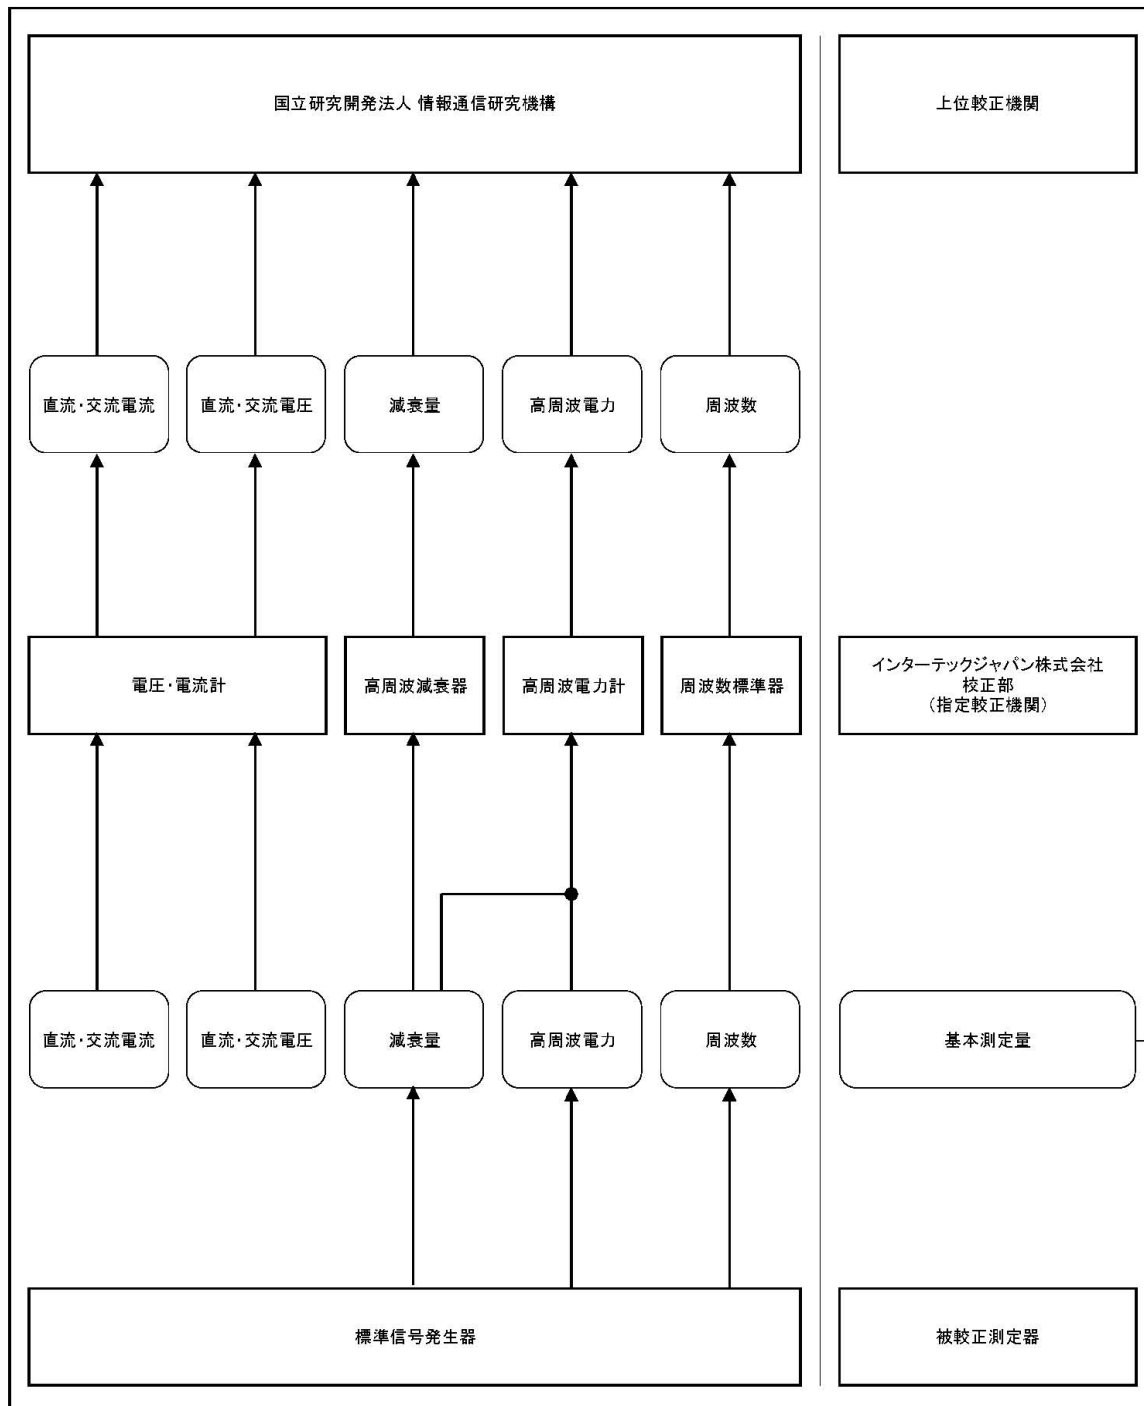 国立研究開発法人 情報通信研究機構
上位較正機関
直流・交流電流
直流・交流電圧
減衰量
高周波電力
周波数
電圧・電流計
高周波減衰器
高周波電力計
周波数標準器
インターテックジャパン株式会社
校正部
（指定較正機関）
直流・交流電流
直流・交流電圧
減衰量
高周波電力
周波数
基本測定量
標準信号発生器
被較正測定器